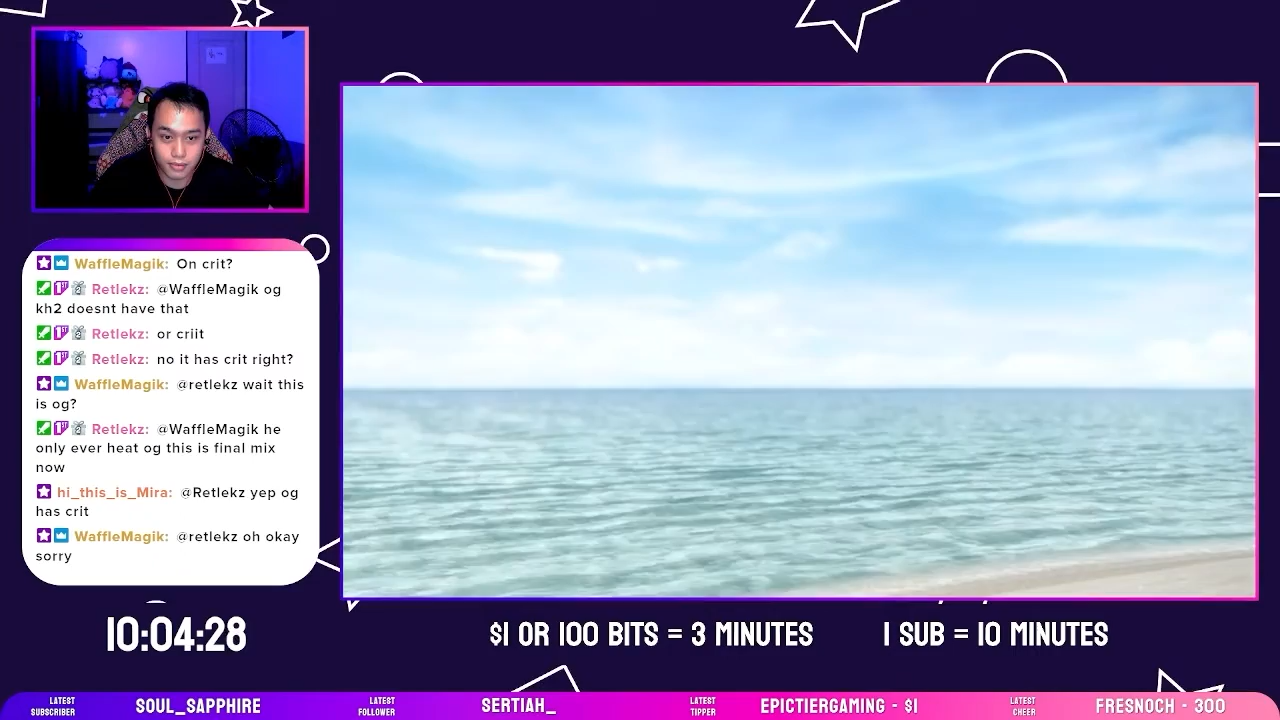 WaffleMagik: On crit?
Retlekz: @WaffleMagik og
kh2 doesnt have that
Retlekz: or criit
Retlekz: no it has crit right?
WaffleMagik: @retlekz wait this
is og?
Retlekz: @WaffleMagik he
only ever heat og this is final mix
now
hi_this_is_Mira: @Retlekz yep og
has crit
WaffleMagik: @retlekz oh okay
sorry
10:04:28
$1 OR 100 BITS = 3 MINUTES
1 SUB = 10 MINUTES
LATEST
SUBSCRIBER
SOUL_SAPPHIRE
LATEST
FOLLOWER
SERTIAH_
LATEST
TIPPER
EPICTIERGAMING - $1
LATEST
CHEER
FRESNOCH - 300